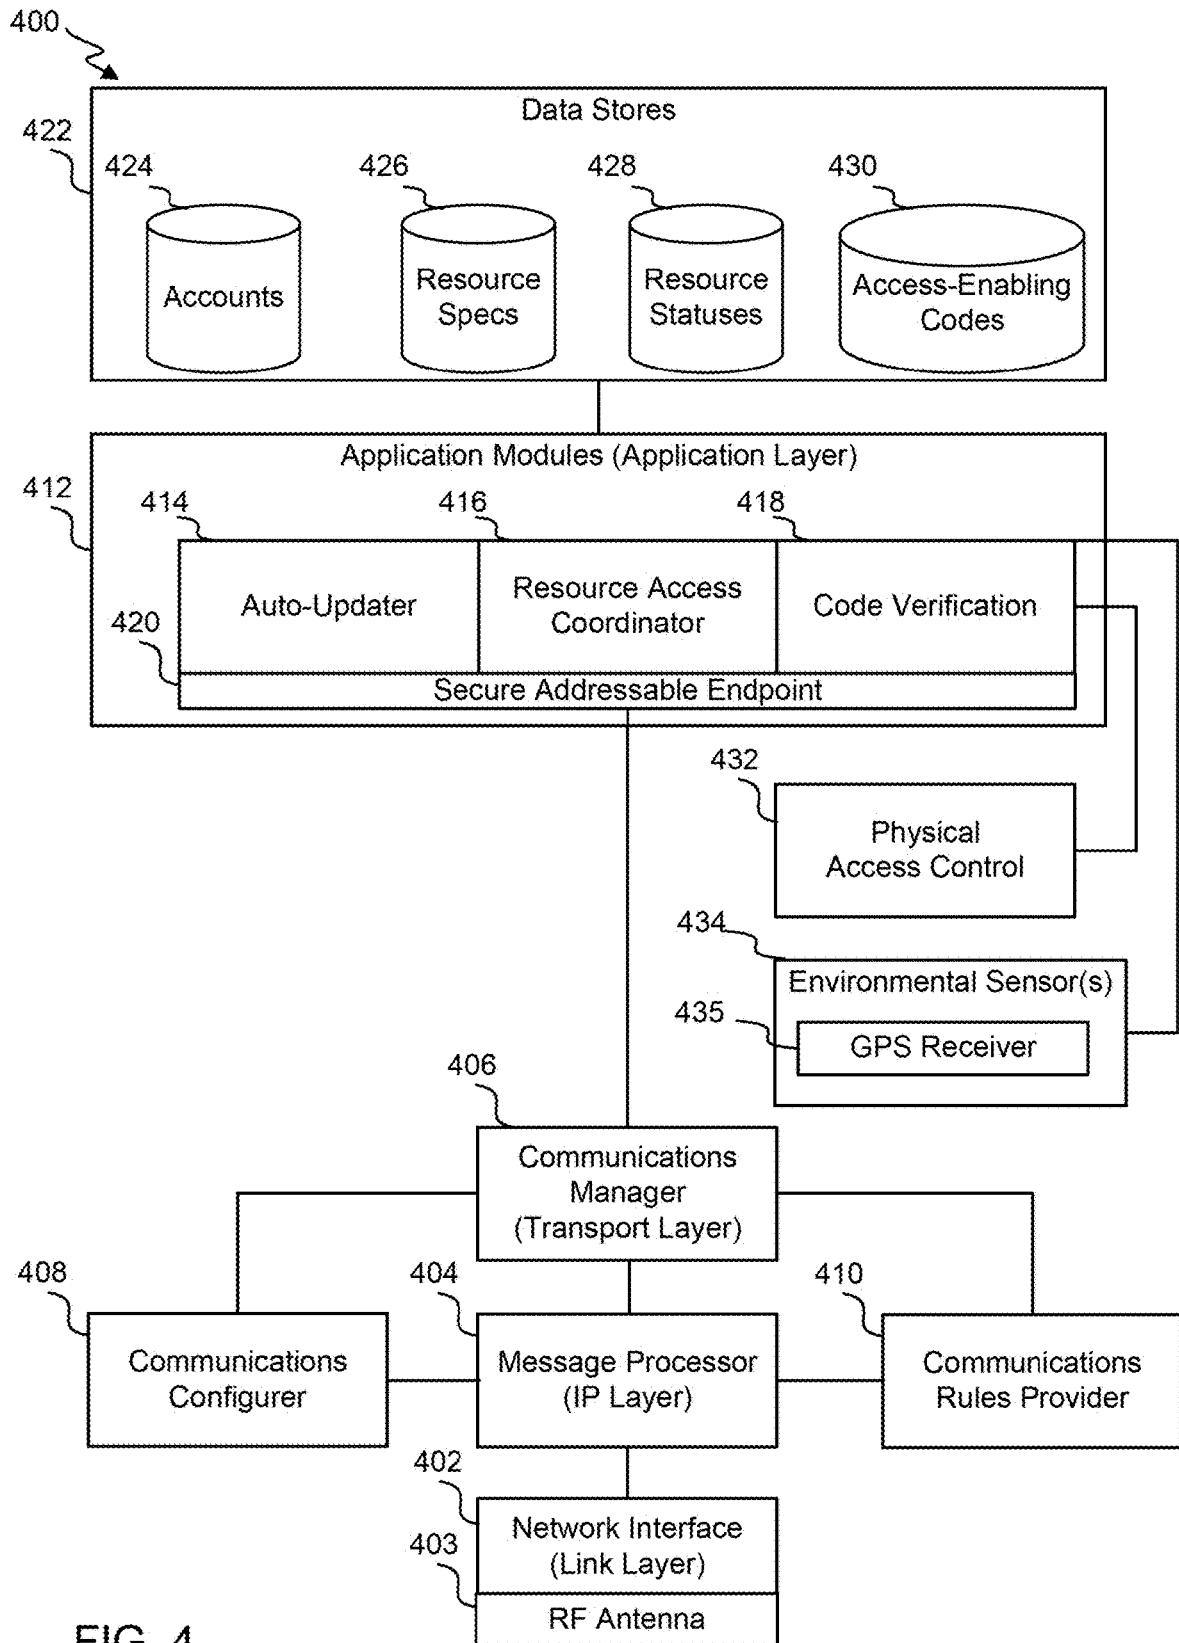 400
Data Stores
422
424
426
428
430
Accounts
Resource
Specs
Resource
Statuses
Access-Enabling
Codes
Application Modules (Application Layer)
412
414
416
418
Auto-Updater
Resource Access
Coordinator
Code Verification
420
Secure Addressable Endpoint
432
Physical
Access Control
434
Environmental Sensor(s)
435
GPS Receiver
406
Communications
Manager
(Transport Layer)
408
404
410
Communications
Configurer
Message Processor
(IP Layer)
Communications
Rules Provider
402
Network Interface
(Link Layer)
403
RF Antenna
FIG. 4